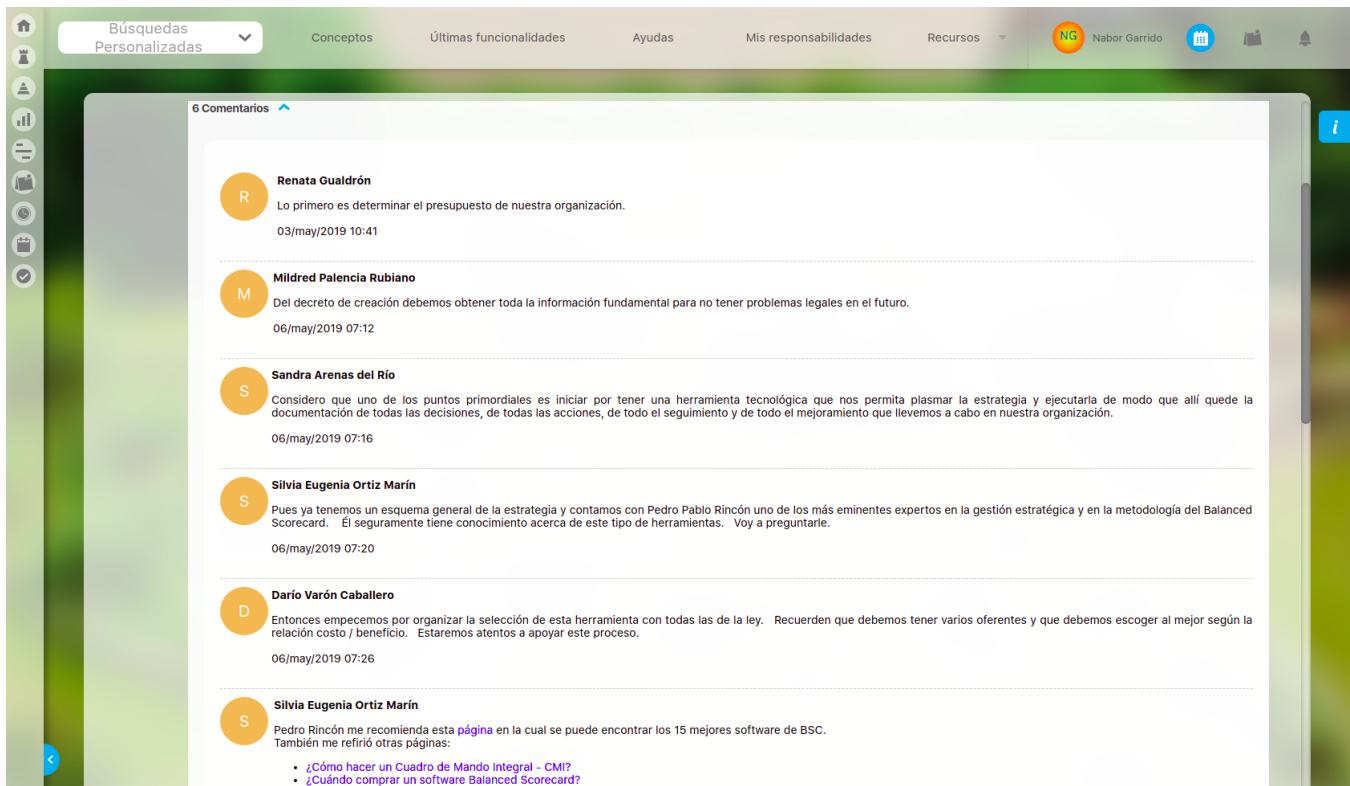 Búsquedas
Personalizadas
Conceptos
Últimas funcionalidades
Ayudas
Mis responsabilidades
Recursos
NG
Nabor Garrido
6 Comentarios
i
R
Renata Gualdrón
Lo primero es determinar el presupuesto de nuestra organización.
03/may/2019 10:41
M
Mildred Palencia Rubiano
Del decreto de creación debemos obtener toda la información fundamental para no tener problemas legales en el futuro.
06/may/2019 07:12
S
Sandra Arenas del Río
Considero que uno de los puntos primordiales es iniciar por tener una herramienta tecnológica que nos permita plasmar la estrategia y ejecutarla de modo que allí quede la
documentación de todas las decisiones, de todas las acciones, de todo el seguimiento y de todo el mejoramiento que llevemos a cabo en nuestra organización.
06/may/2019 07:16
S
Silvia Eugenia Ortiz Marín
Pues ya tenemos un esquema general de la estrategia y contamos con Pedro Pablo Rincón uno de los más eminentes expertos en la gestión estratégica y en la metodología del Balanced
Scorecard. Él seguramente tiene conocimiento acerca de este tipo de herramientas. Voy a preguntarle.
06/may/2019 07:20
D
Darío Varón Caballero
Entonces empecemos por organizar la selección de esta herramienta con todas las de la ley. Recuerden que debemos tener varios oferentes y que debemos escoger al mejor según la
relación costo / beneficio. Estaremos atentos a apoyar este proceso.
06/may/2019 07:26
S
Silvia Eugenia Ortiz Marín
Pedro Rincón me recomienda esta página en la cual se puede encontrar los 15 mejores software de BSC.
También me refirió otras páginas:
• ¿Cómo hacer un Cuadro de Mando Integral - CMI?
• ¿Cuándo comprar un software Balanced Scorecard?